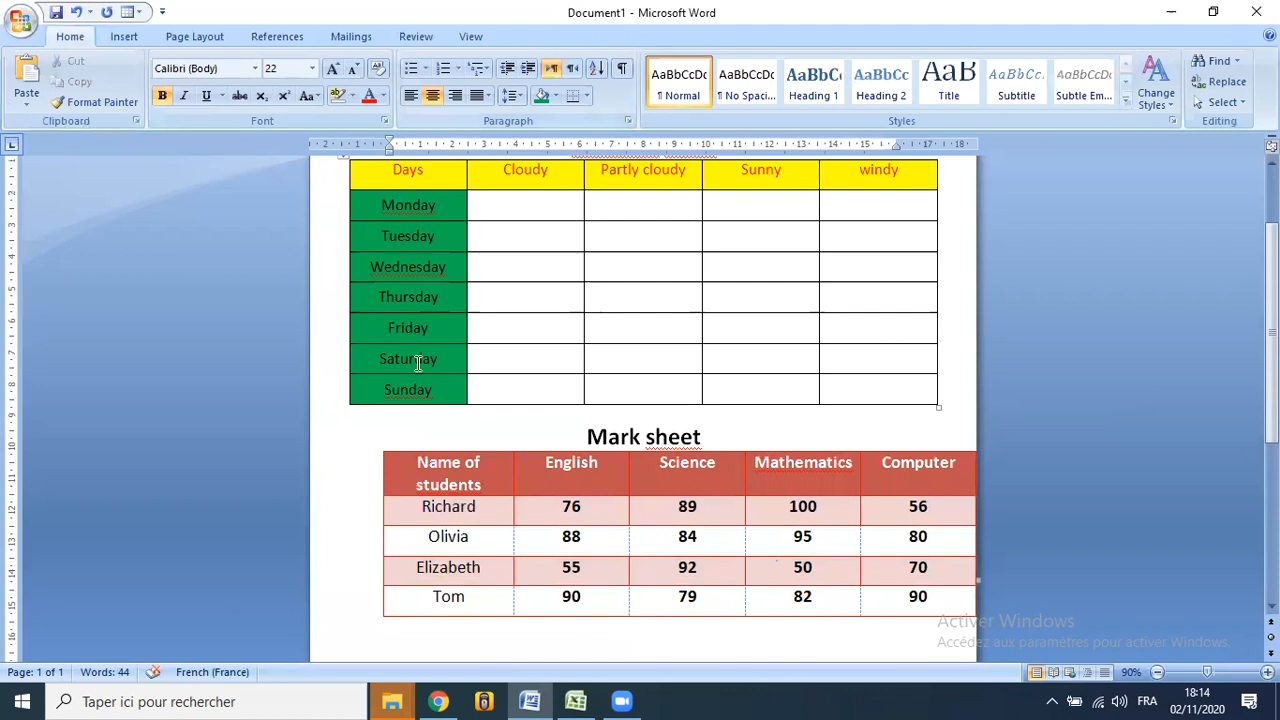 Document1 - Microsoft Word
Home Insert Page Layout References Mailings Review View
Paste
Cut
Copy
Format Painter
Clipboard
Calibri (Body) 22
Font
Paragraph
AaBbCcDc AaBbCcDc AaBbC AaBbCc AaB AaBbCc AaBbCcDc
¶ Normal ¶ No Spaci... Heading 1 Heading 2 Title Subtitle Subtle Em...
Change Styles
Styles
Find
Replace
Select
Editing
Days Cloudy Partly cloudy Sunny windy
Monday
Tuesday
Wednesday
Thursday
Friday
Saturday
Sunday
Mark sheet
Name of students English Science Mathematics Computer
Richard 76 89 100 56
Olivia 88 84 95 80
Elizabeth 55 92 50 70
Tom 90 79 82 90
Activer Windows
Accédez aux paramètres pour activer Windows.
Page: 1 of 1 Words: 44 French (France) 90%
Taper ici pour rechercher
FRA
18:14
02/11/2020